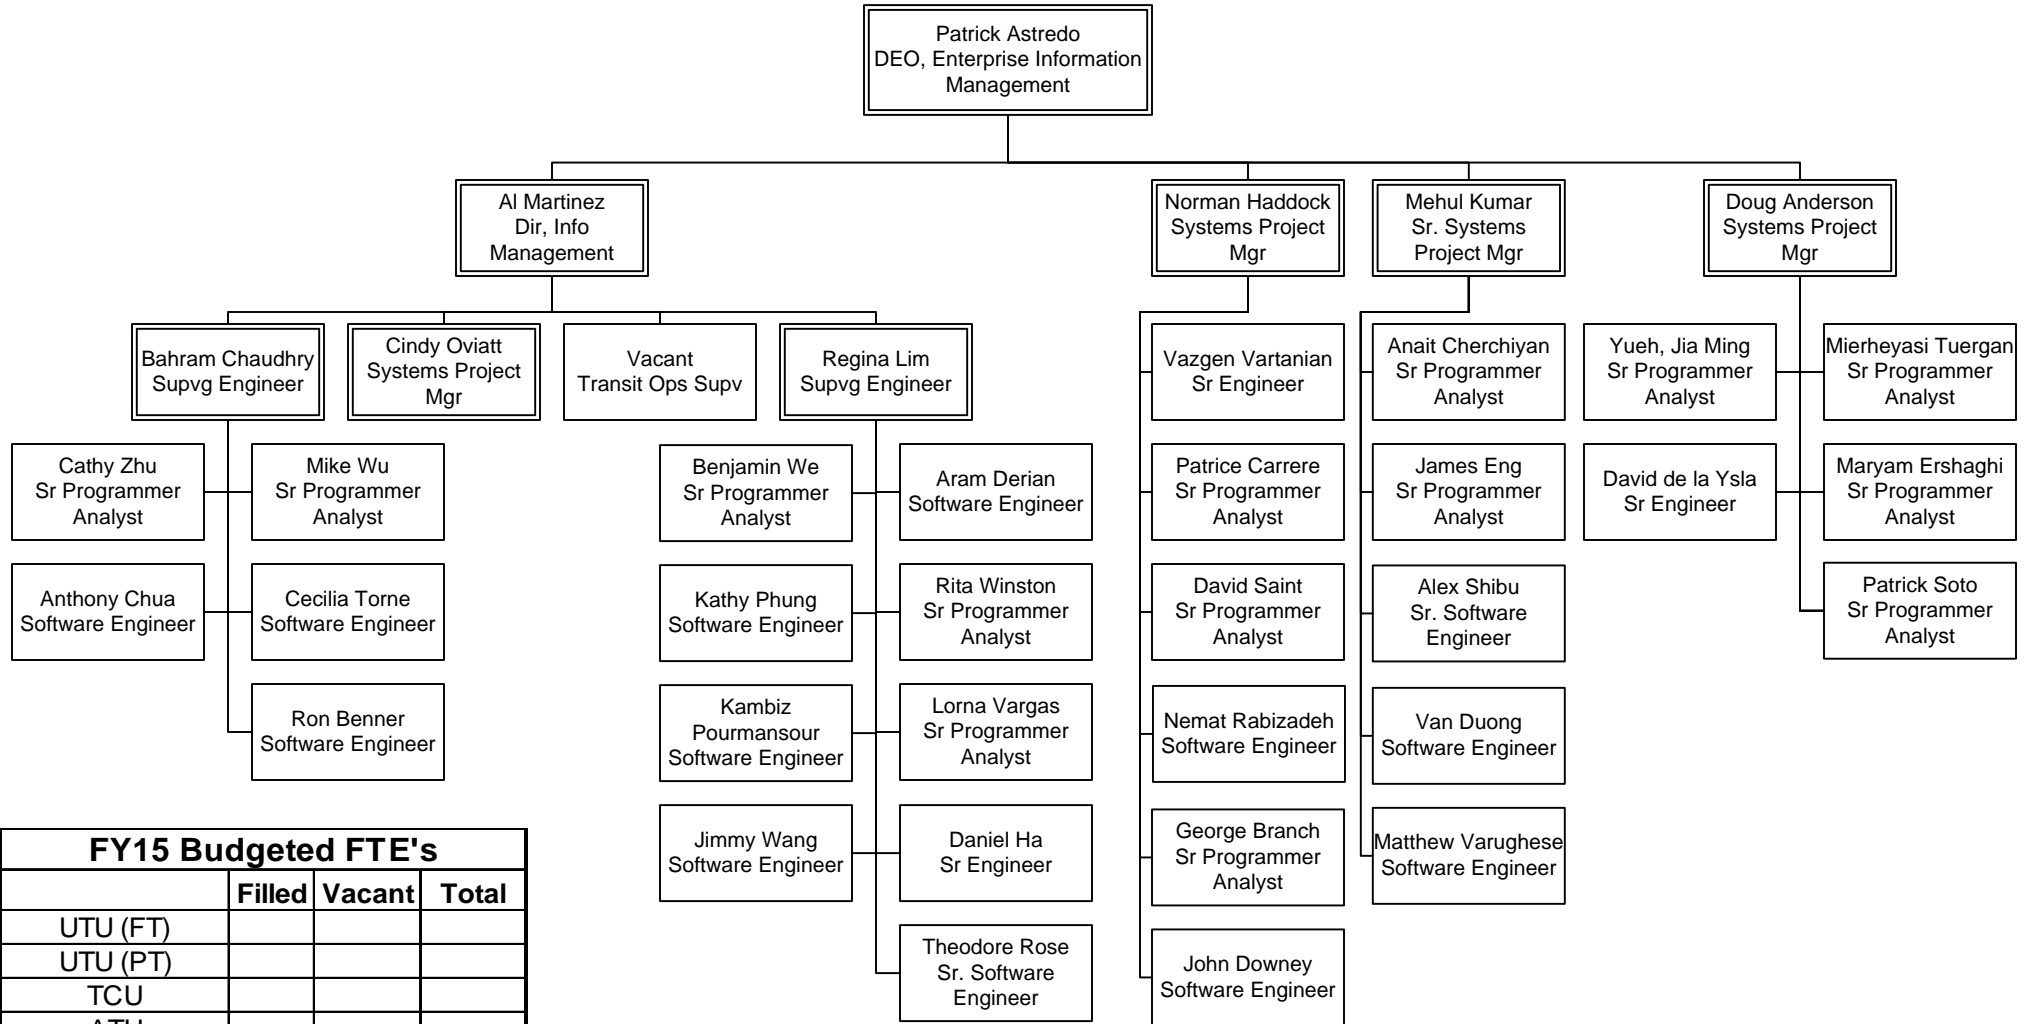 Patrick Astredo
DEO, Enterprise Information
Management
Al Martinez
Dir, Info
Management
Norman Haddock
Systems Project
Mgr
Mehul Kumar
Sr. Systems
Project Mgr
Doug Anderson
Systems Project
Mgr
Bahram Chaudhry
Supvg Engineer
Cindy Oviatt
Systems Project
Mgr
Vacant
Transit Ops Supv
Regina Lim
Supvg Engineer
Vazgen Vartanian
Sr Engineer
Anait Cherchiyan
Sr Programmer
Analyst
Yueh, Jia Ming
Sr Programmer
Analyst
Mierheyasi Tuergan
Sr Programmer
Analyst
Cathy Zhu
Sr Programmer
Analyst
Mike Wu
Sr Programmer
Analyst
Benjamin We
Sr Programmer
Analyst
Aram Derian
Software Engineer
Patrice Carrere
Sr Programmer
Analyst
James Eng
Sr Programmer
Analyst
David de la Ysla
Sr Engineer
Maryam Ershaghi
Sr Programmer
Analyst
Anthony Chua
Software Engineer
Cecilia Torne
Software Engineer
Kathy Phung
Software Engineer
Rita Winston
Sr Programmer
Analyst
David Saint
Sr Programmer
Analyst
Alex Shibu
Sr. Software
Engineer
Patrick Soto
Sr Programmer
Analyst
Ron Benner
Software Engineer
Kambiz
Pourmansour
Software Engineer
Lorna Vargas
Sr Programmer
Analyst
Nemat Rabizadeh
Software Engineer
Van Duong
Software Engineer
Jimmy Wang
Software Engineer
Daniel Ha
Sr Engineer
George Branch
Sr Programmer
Analyst
Matthew Varughese
Software Engineer
Theodore Rose
Sr. Software
Engineer
John Downey
Software Engineer
FY15 Budgeted FTE's
Filled Vacant Total
UTU (FT)
UTU (PT)
TCU